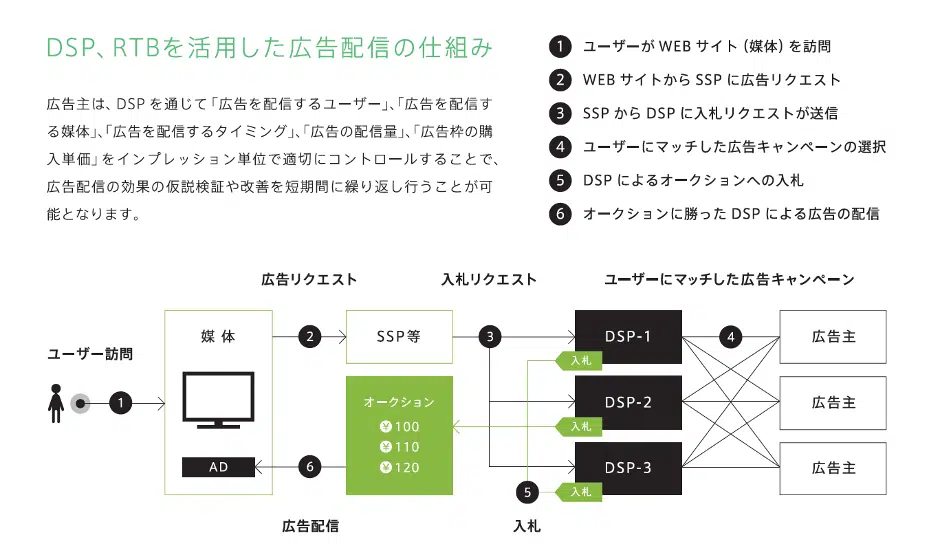 DSP、RTBを活用した広告配信の仕組み
広告主は、DSP を通じて「広告を配信するユーザー」、「広告を配信す
る媒体」、「広告を配信するタイミング」、「広告の配信量」、「広告枠の購
入単価」をインプレッション単位で適切にコントロールすることで、
広告配信の効果の仮説検証や改善を短期間に繰り返し行うことが可
能となります。
1 ユーザーが WEB サイト（媒体）を訪問
2 WEB サイトから SSP に広告リクエスト
3 SSP から DSP に入札リクエストが送信
4 ユーザーにマッチした広告キャンペーンの選択
5 DSP によるオークションへの入札
6 オークションに勝った DSP による広告の配信
広告リクエスト
入札リクエスト
ユーザーにマッチした広告キャンペーン
ユーザー訪問
1
媒体
AD
2
SSP等
オークション
¥100
¥110
¥120
6
3
DSP-1
入札
DSP-2
入札
DSP-3
入札
5
4
広告主
広告主
広告主
広告配信
入札